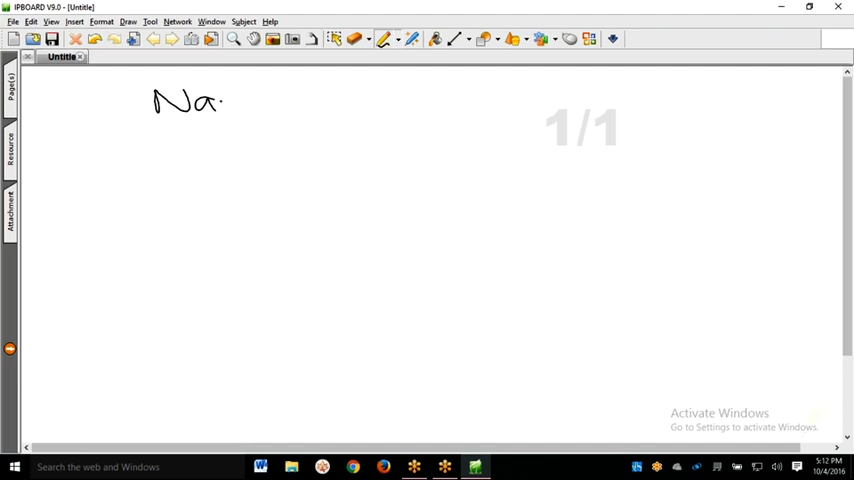 IPBOARD V9.0 - [Untitle]
File Edit View Insert Format Draw Tool Network Window Subject Help
Untitle
Page(s)
Resource
Attachment
Na
1/1
Activate Windows
Go to Settings to activate Windows.
Search the web and Windows
5:12 PM
10/4/2016